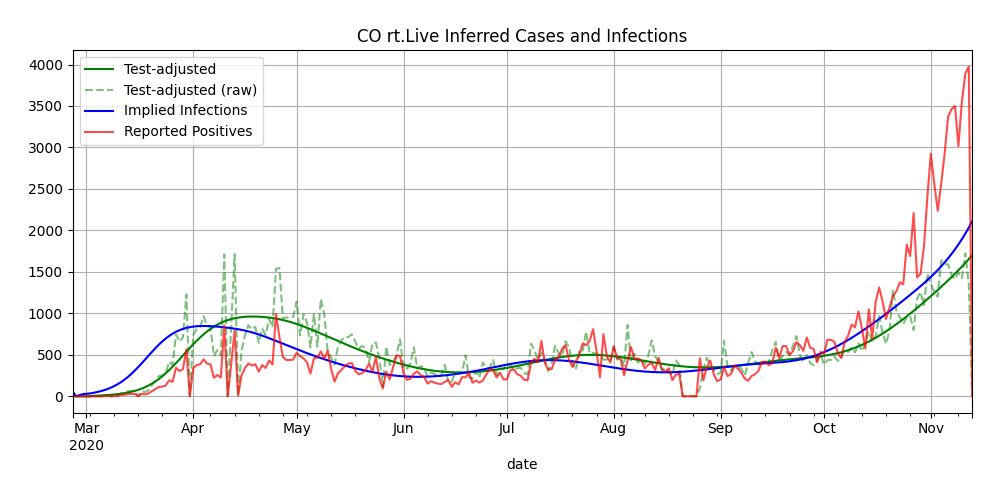 CO rt.Live Inferred Cases and Infections
4000
3500
3000
2500
2000
1500
1000
500
0
Test-adjusted
Test-adjusted (raw)
Implied Infections
Reported Positives
Mar Apr May Jun Jul Aug Sep Oct Nov
2020
date